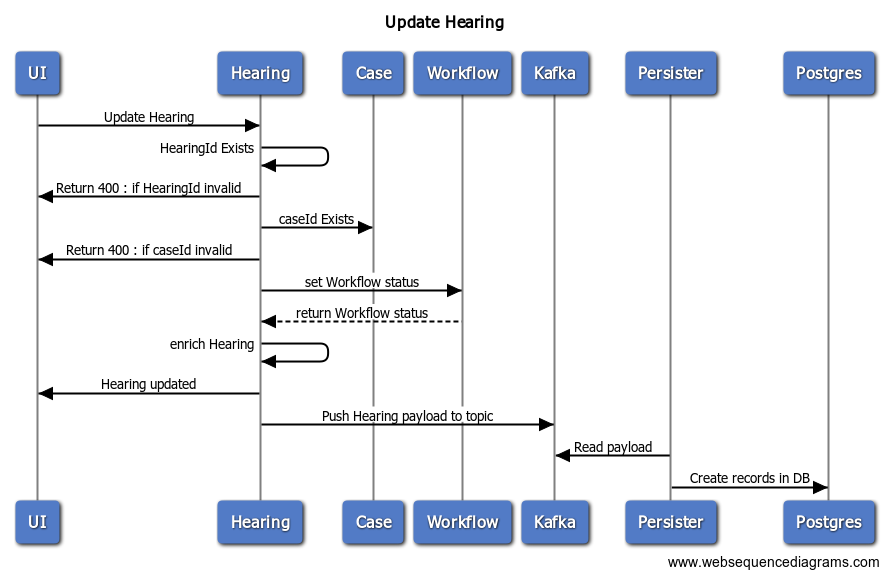 Update Hearing
UI Hearing Case Workflow Kafka Persister Postgres
Update Hearing
HearingId Exists
Return 400 : if HearingId invalid
caseId Exists
Return 400 : if caseId invalid
set Workflow status
return Workflow status
enrich Hearing
Hearing updated
Push Hearing payload to topic
Read payload
Create records in DB
UI Hearing Case Workflow Kafka Persister Postgres
www.websequencediagrams.com